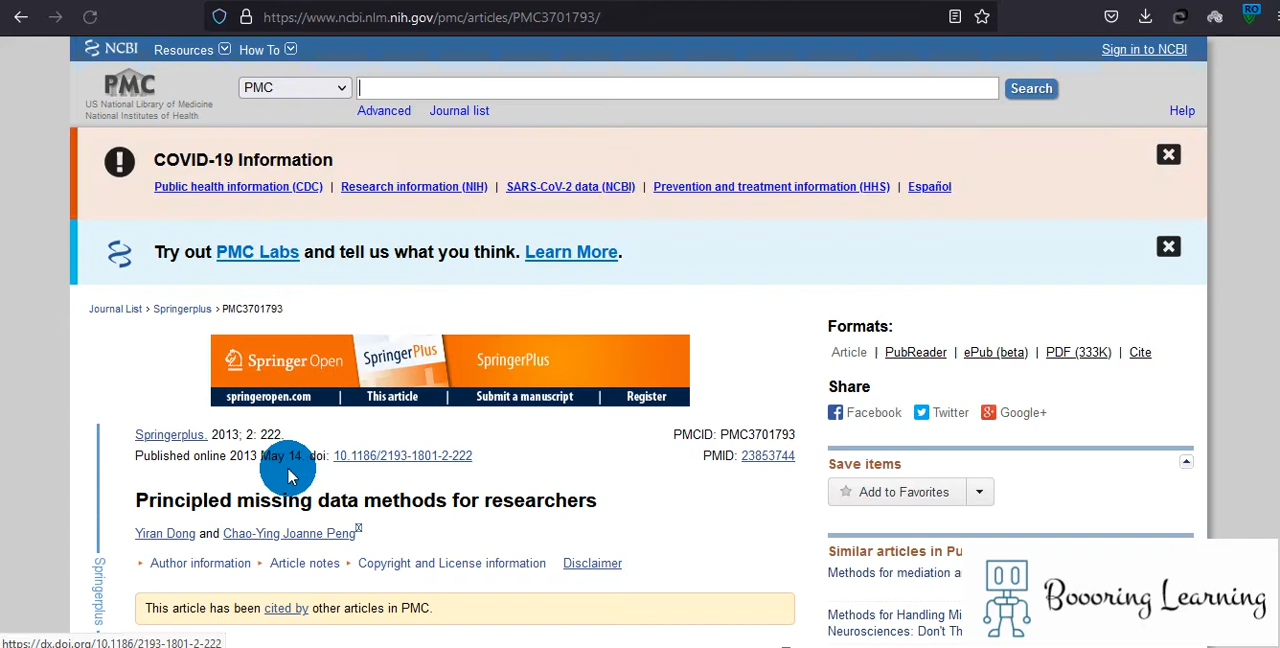 https://www.ncbi.nlm.nih.gov/pmc/articles/PMC3701793/
RO
NCBI Resources How To Sign in to NCBI
PMC
US National Library of Medicine
National Institutes of Health
PMC Search
Advanced Journal list Help
COVID-19 Information
Public health information (CDC) | Research information (NIH) | SARS-CoV-2 data (NCBI) | Prevention and treatment information (HHS) | Español
Try out PMC Labs and tell us what you think. Learn More.
Journal List > Springerplus > PMC3701793
Springer Open SpringerPlus SpringerPlus
springeropen.com | This article | Submit a manuscript | Register
Springerplus. 2013; 2: 222. PMCID: PMC3701793
Published online 2013 May 14. doi: 10.1186/2193-1801-2-222 PMID: 23853744
Principled missing data methods for researchers
Yiran Dong and Chao-Ying Joanne Peng
Author information Article notes Copyright and License information Disclaimer
This article has been cited by other articles in PMC.
Springerplus
Formats:
Article | PubReader | ePub (beta) | PDF (333K) | Cite
Share
Facebook Twitter Google+
Save items
Add to Favorites
Similar articles in Pu
Methods for mediation a
Methods for Handling Mi
Neurosciences: Don't Th
Boooring Learning
https://dx.doi.org/10.1186/2193-1801-2-222